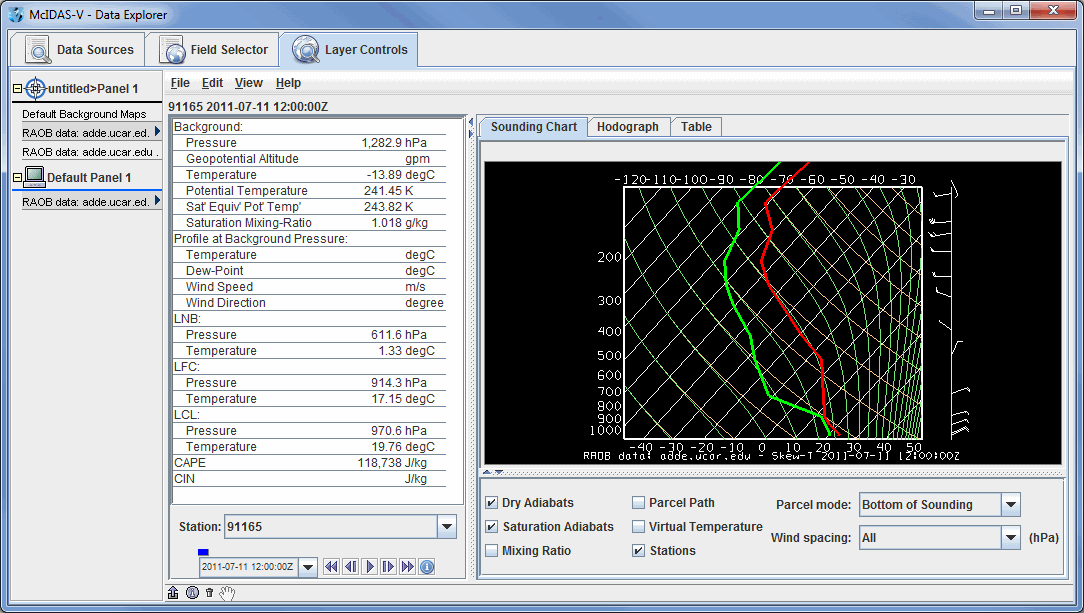 McIDAS-V - Data Explorer
Data Sources
Field Selector
Layer Controls
untitled>Panel 1
Default Background Maps
RAOB data: adde.ucar.ed.
RAOB data: adde.ucar.edu .
Default Panel 1
RAOB data: adde.ucar.ed.
File Edit View Help
91165 2011-07-11 12:00:00Z
Background:
Pressure 1,282.9 hPa
Geopotential Altitude gpm
Temperature -13.89 degC
Potential Temperature 241.45 K
Sat' Equiv' Pot' Temp' 243.82 K
Saturation Mixing-Ratio 1.018 g/kg
Profile at Background Pressure:
Temperature degC
Dew-Point degC
Wind Speed m/s
Wind Direction degree
LNB:
Pressure 611.6 hPa
Temperature 1.33 degC
LFC:
Pressure 914.3 hPa
Temperature 17.15 degC
LCL:
Pressure 970.6 hPa
Temperature 19.76 degC
CAPE 118,738 J/kg
CIN J/kg
Station: 91165
2011-07-11 12:00:00Z
Sounding Chart Hodograph Table
-120-110-100-90 -80 -70 -60 -50 -40 -30
200
300
400
500
600
700
800
900
1000
-40 -30 -20 -10 0 10 20 30 40 50
RAOB data: adde.ucar.edu - Skew-T 2011-07-11 12:00:00Z
Dry Adiabats
Parcel Path
Parcel mode: Bottom of Sounding
Saturation Adiabats
Virtual Temperature
Wind spacing: All (hPa)
Mixing Ratio
Stations